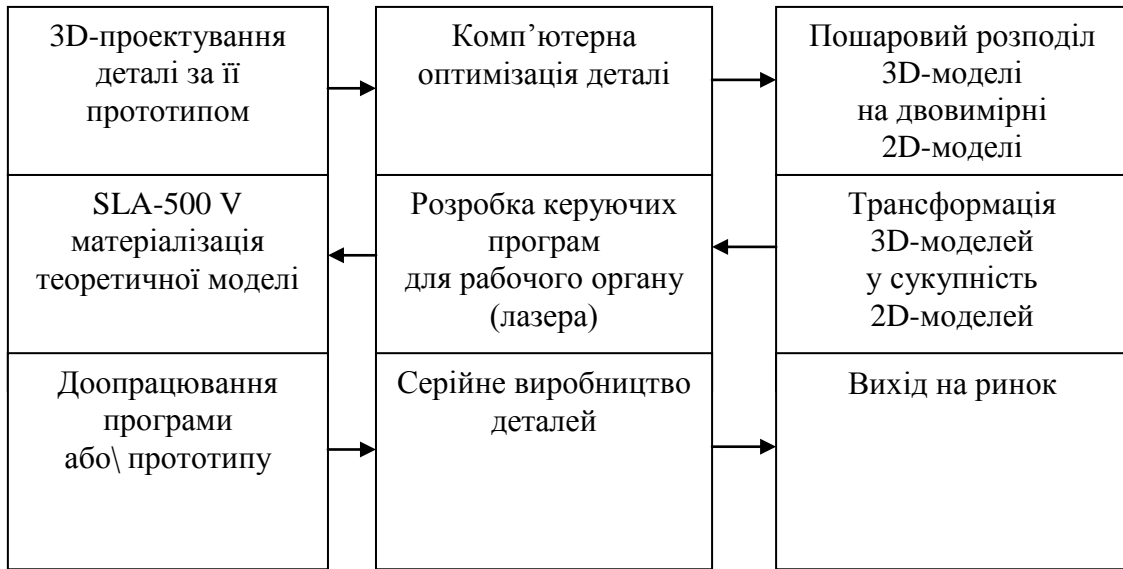 3D-проектування
деталі за її
прототипом
Комп’ютерна
оптимізація деталі
Пошаровий розподіл
3D-моделі
на двовимірні
2D-моделі
SLA-500 V
матеріалізація
теоретичної моделі
Розробка керуючих
програм
для рабочого органу
(лазера)
Трансформація
3D-моделей
у сукупність
2D-моделей
Доопрацювання
програми
або\ прототипу
Серійне виробництво
деталей
Вихід на ринок